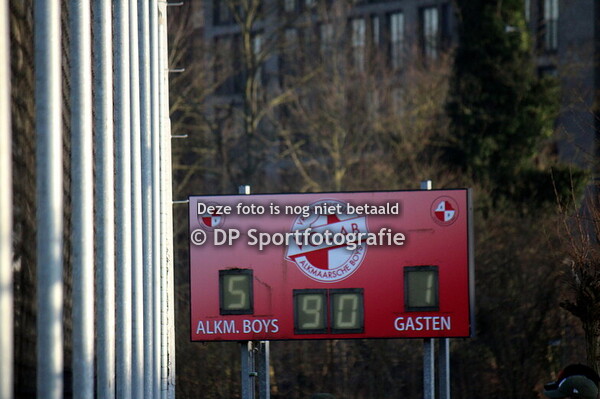 Deze foto is nog niet betaald
© DP Sportfotografie
ALKMAARSCHE BOYS
5
90
1
ALKM. BOYS
GASTEN